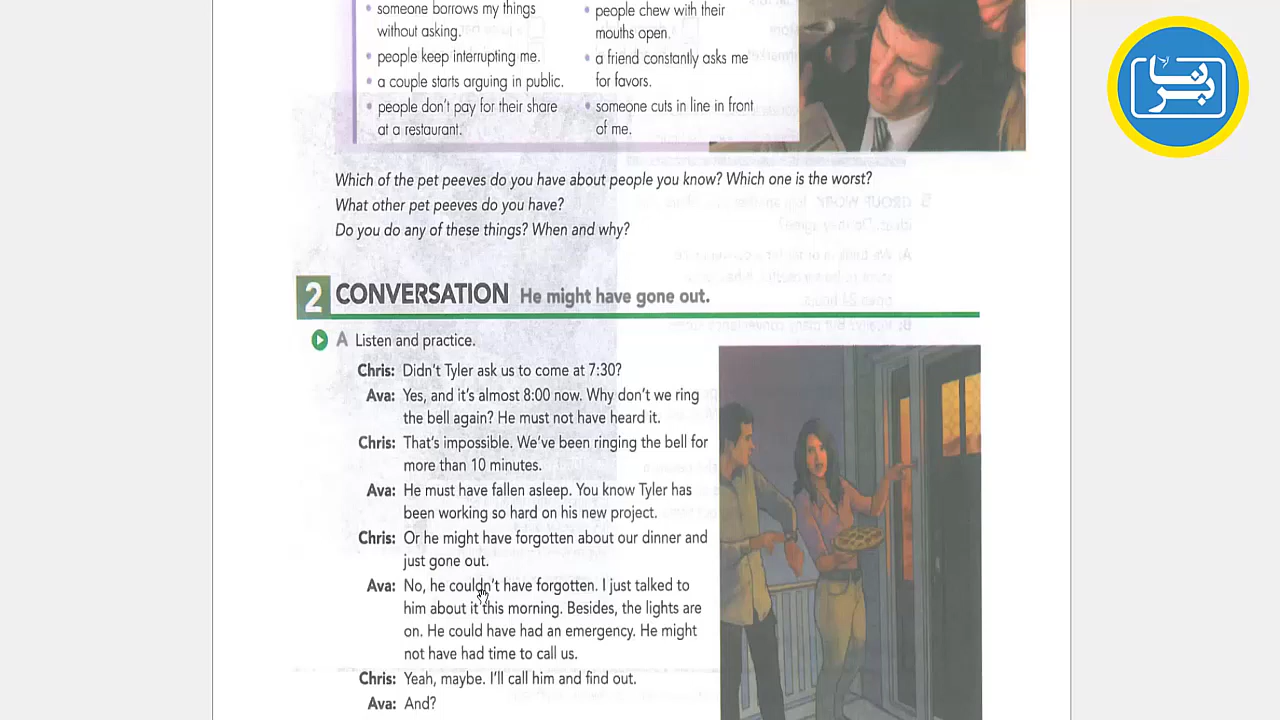 • someone borrows my things
without asking.
• people keep interrupting me.
• a couple starts arguing in public.
• people don't pay for their share
at a restaurant.
• people chew with their
mouths open.
• a friend constantly asks me
for favors.
• someone cuts in line in front
of me.
برنا
Which of the pet peeves do you have about people you know? Which one is the worst?
What other pet peeves do you have?
Do you do any of these things? When and why?
2 CONVERSATION He might have gone out.
A Listen and practice.
Chris: Didn't Tyler ask us to come at 7:30?
Ava: Yes, and it's almost 8:00 now. Why don't we ring
the bell again? He must not have heard it.
Chris: That's impossible. We've been ringing the bell for
more than 10 minutes.
Ava: He must have fallen asleep. You know Tyler has
been working so hard on his new project.
Chris: Or he might have forgotten about our dinner and
just gone out.
Ava: No, he couldn't have forgotten. I just talked to
him about it this morning. Besides, the lights are
on. He could have had an emergency. He might
not have had time to call us.
Chris: Yeah, maybe. I'll call him and find out.
Ava: And?